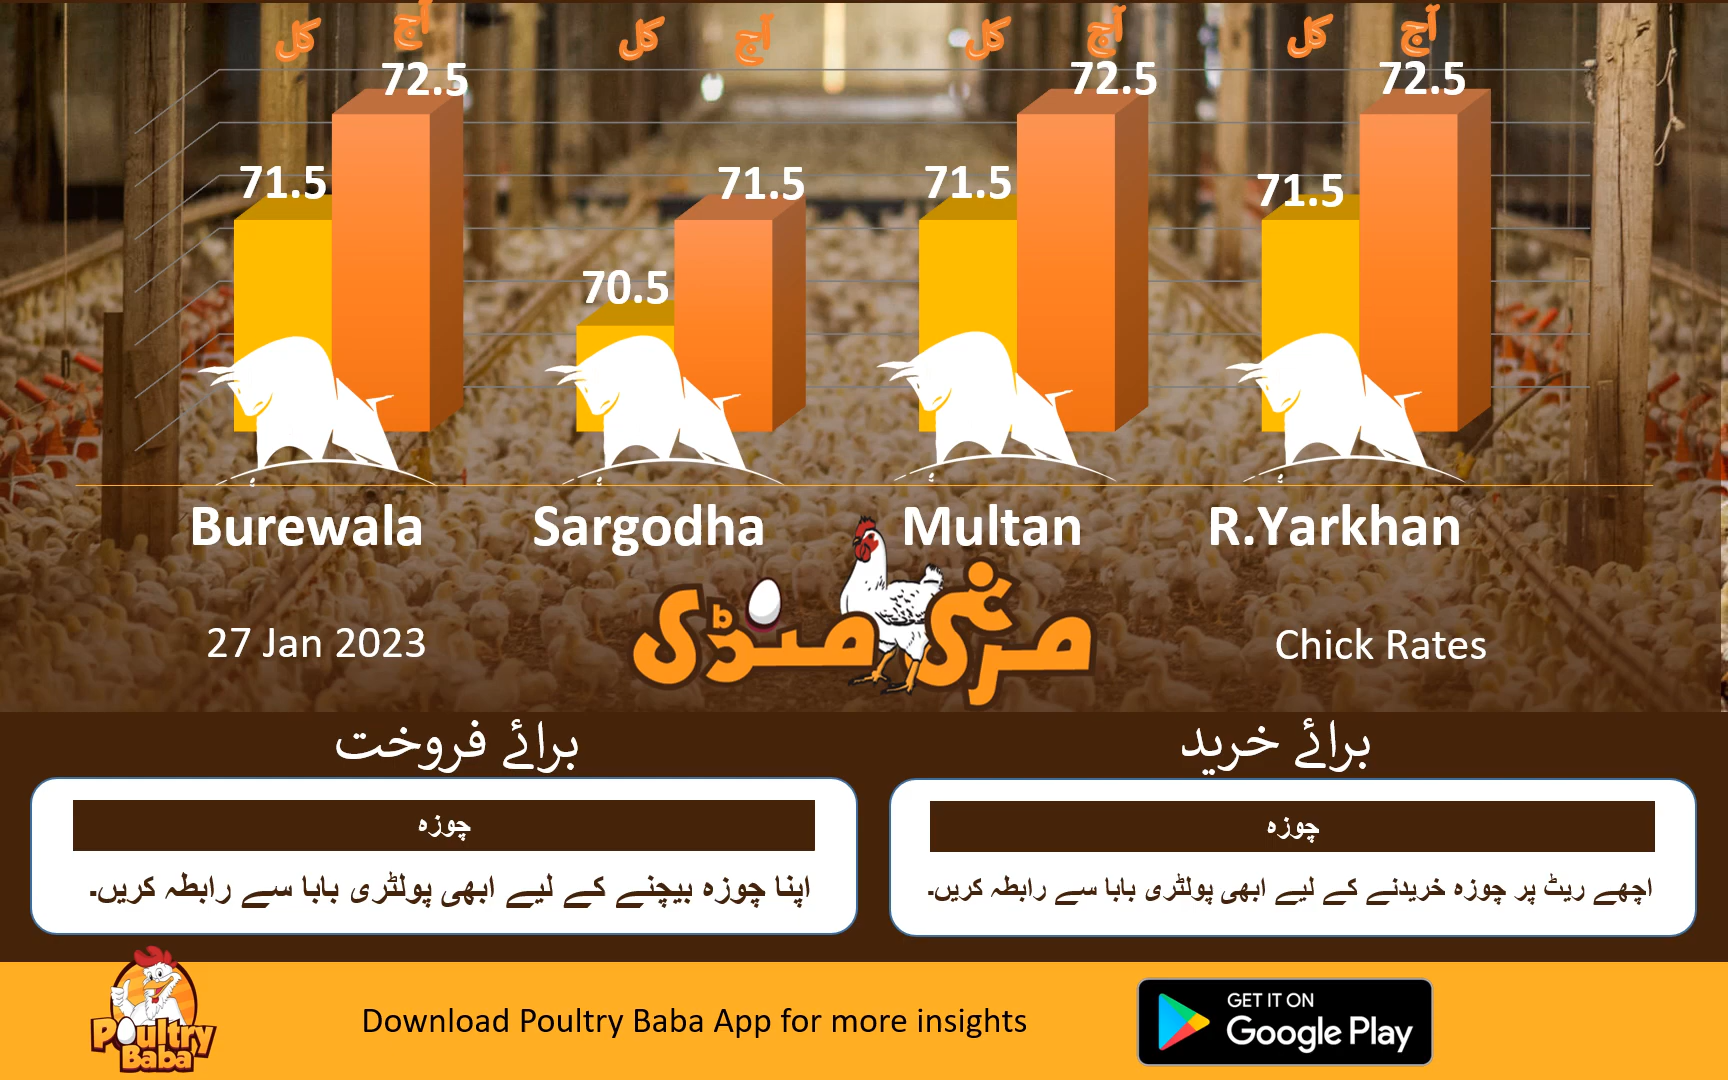 کل آج کل آج کل آج کل آج
71.5 72.5 70.5 71.5 71.5 72.5 71.5 72.5
Burewala Sargodha Multan R.Yarkhan
27 Jan 2023
مرغی منڈی
Chick Rates
برائے فروخت
چوزہ
اپنا چوزہ بیچنے کے لیے ابھی پولٹری بابا سے رابطہ کریں۔
برائے خرید
چوزہ
اچھے ریٹ پر چوزہ خریدنے کے لیے ابھی پولٹری بابا سے رابطہ کریں۔
Poultry
Baba
Download Poultry Baba App for more insights
GET IT ON
Google Play